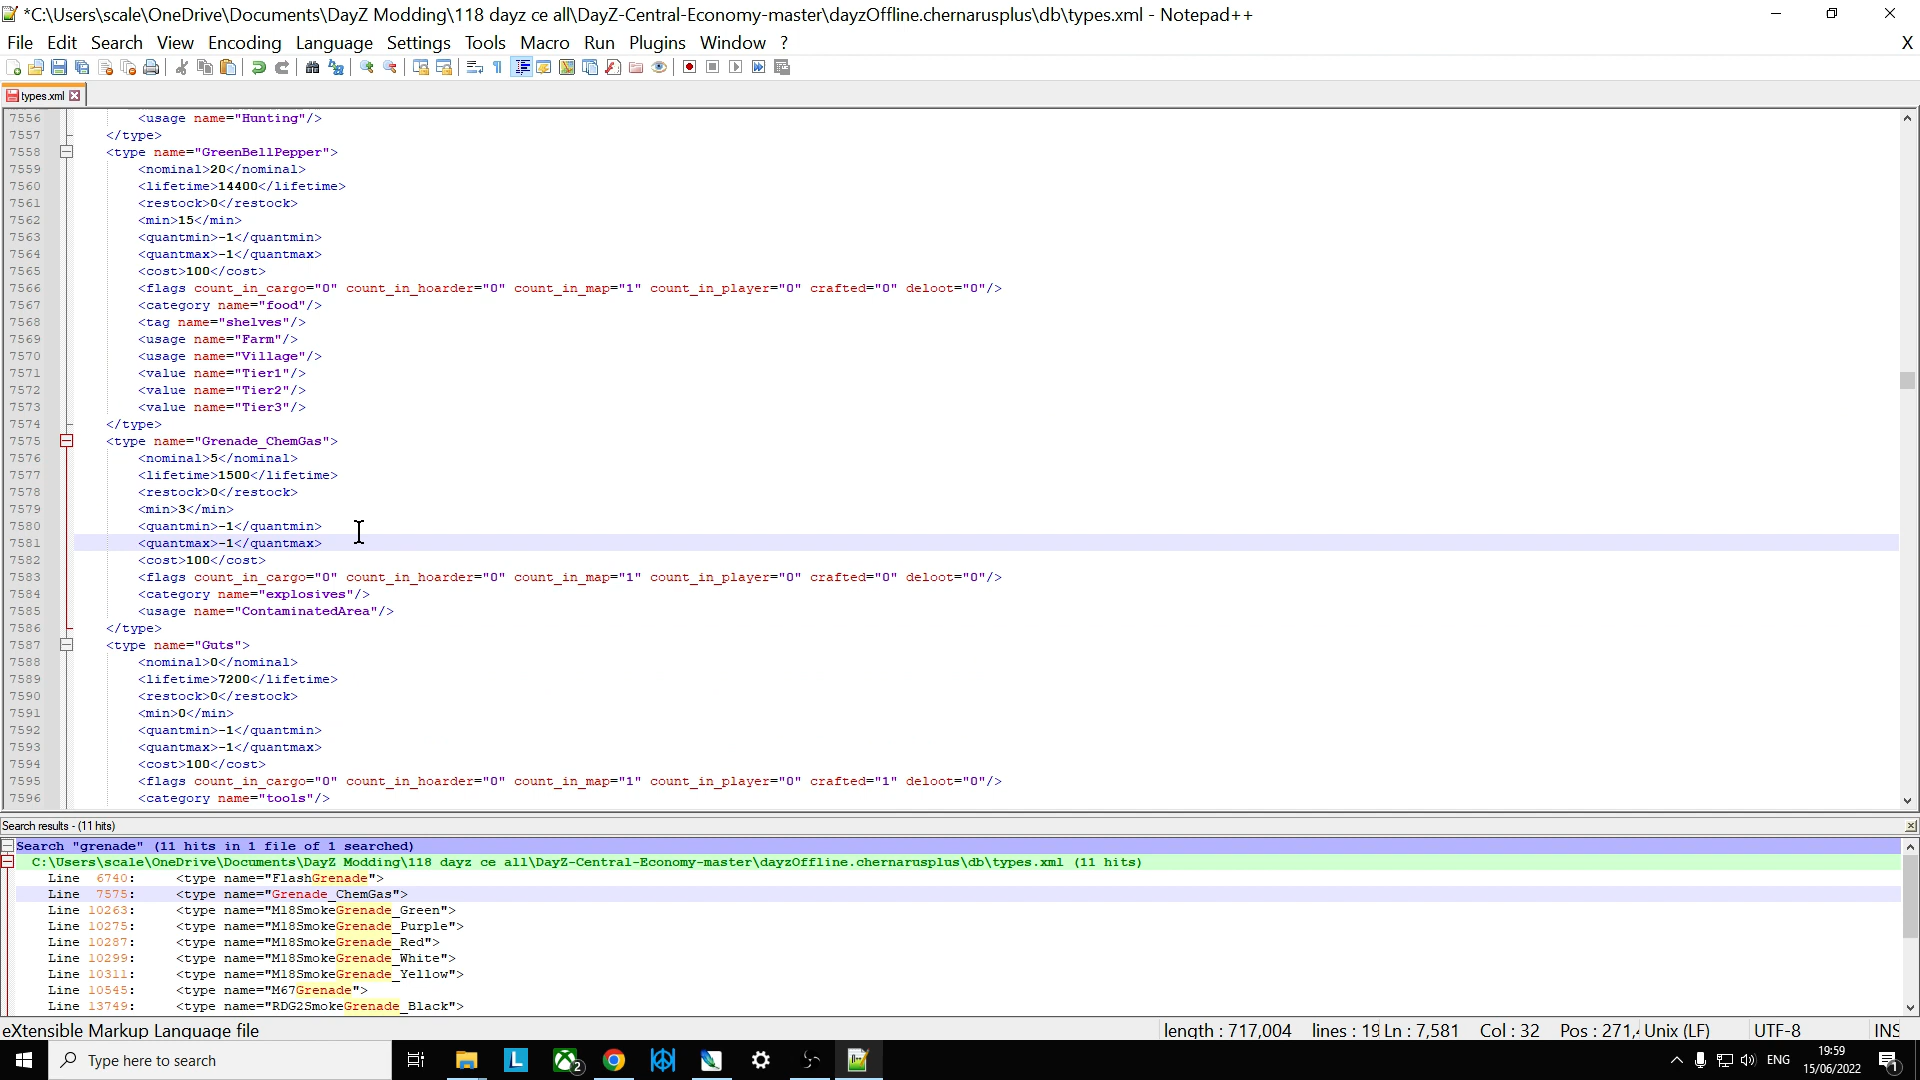 *C:\Users\scale\OneDrive\Documents\DayZ Modding\118 dayz ce all\DayZ-Central-Economy-master\dayzOffline.chernarusplus\db\types.xml - Notepad++
File Edit Search View Encoding Language Settings Tools Macro Run Plugins Window ? X
types.xml
7556 <usage name="Hunting"/>
7557 </type>
7558 <type name="GreenBellPepper">
7559 <nominal>20</nominal>
7560 <lifetime>14400</lifetime>
7561 <restock>0</restock>
7562 <min>15</min>
7563 <quantmin>-1</quantmin>
7564 <quantmax>-1</quantmax>
7565 <cost>100</cost>
7566 <flags count_in_cargo="0" count_in_hoarder="0" count_in_map="1" count_in_player="0" crafted="0" deloot="0"/>
7567 <category name="food"/>
7568 <tag name="shelves"/>
7569 <usage name="Farm"/>
7570 <usage name="Village"/>
7571 <value name="Tier1"/>
7572 <value name="Tier2"/>
7573 <value name="Tier3"/>
7574 </type>
7575 <type name="Grenade_ChemGas">
7576 <nominal>5</nominal>
7577 <lifetime>1500</lifetime>
7578 <restock>0</restock>
7579 <min>3</min>
7580 <quantmin>-1</quantmin>
7581 <quantmax>-1</quantmax>
7582 <cost>100</cost>
7583 <flags count_in_cargo="0" count_in_hoarder="0" count_in_map="1" count_in_player="0" crafted="0" deloot="0"/>
7584 <category name="explosives"/>
7585 <usage name="ContaminatedArea"/>
7586 </type>
7587 <type name="Guts">
7588 <nominal>0</nominal>
7589 <lifetime>7200</lifetime>
7590 <restock>0</restock>
7591 <min>0</min>
7592 <quantmin>-1</quantmin>
7593 <quantmax>-1</quantmax>
7594 <cost>100</cost>
7595 <flags count_in_cargo="0" count_in_hoarder="0" count_in_map="1" count_in_player="0" crafted="1" deloot="0"/>
7596 <category name="tools"/>
Search results - (11 hits)
Search "grenade" (11 hits in 1 file of 1 searched)
C:\Users\scale\OneDrive\Documents\DayZ Modding\118 dayz ce all\DayZ-Central-Economy-master\dayzOffline.chernarusplus\db\types.xml (11 hits)
Line 6740: <type name="FlashGrenade">
Line 7575: <type name="Grenade_ChemGas">
Line 10263: <type name="M18SmokeGrenade_Green">
Line 10275: <type name="M18SmokeGrenade_Purple">
Line 10287: <type name="M18SmokeGrenade_Red">
Line 10299: <type name="M18SmokeGrenade_White">
Line 10311: <type name="M18SmokeGrenade_Yellow">
Line 10545: <type name="M67Grenade">
Line 13749: <type name="RDG2SmokeGrenade_Black">
eXtensible Markup Language file length : 717,004 lines : 19 Ln : 7,581 Col : 32 Pos : 271,4 Unix (LF) UTF-8 INS
Type here to search L 2 ENG 19:59 15/06/2022 1